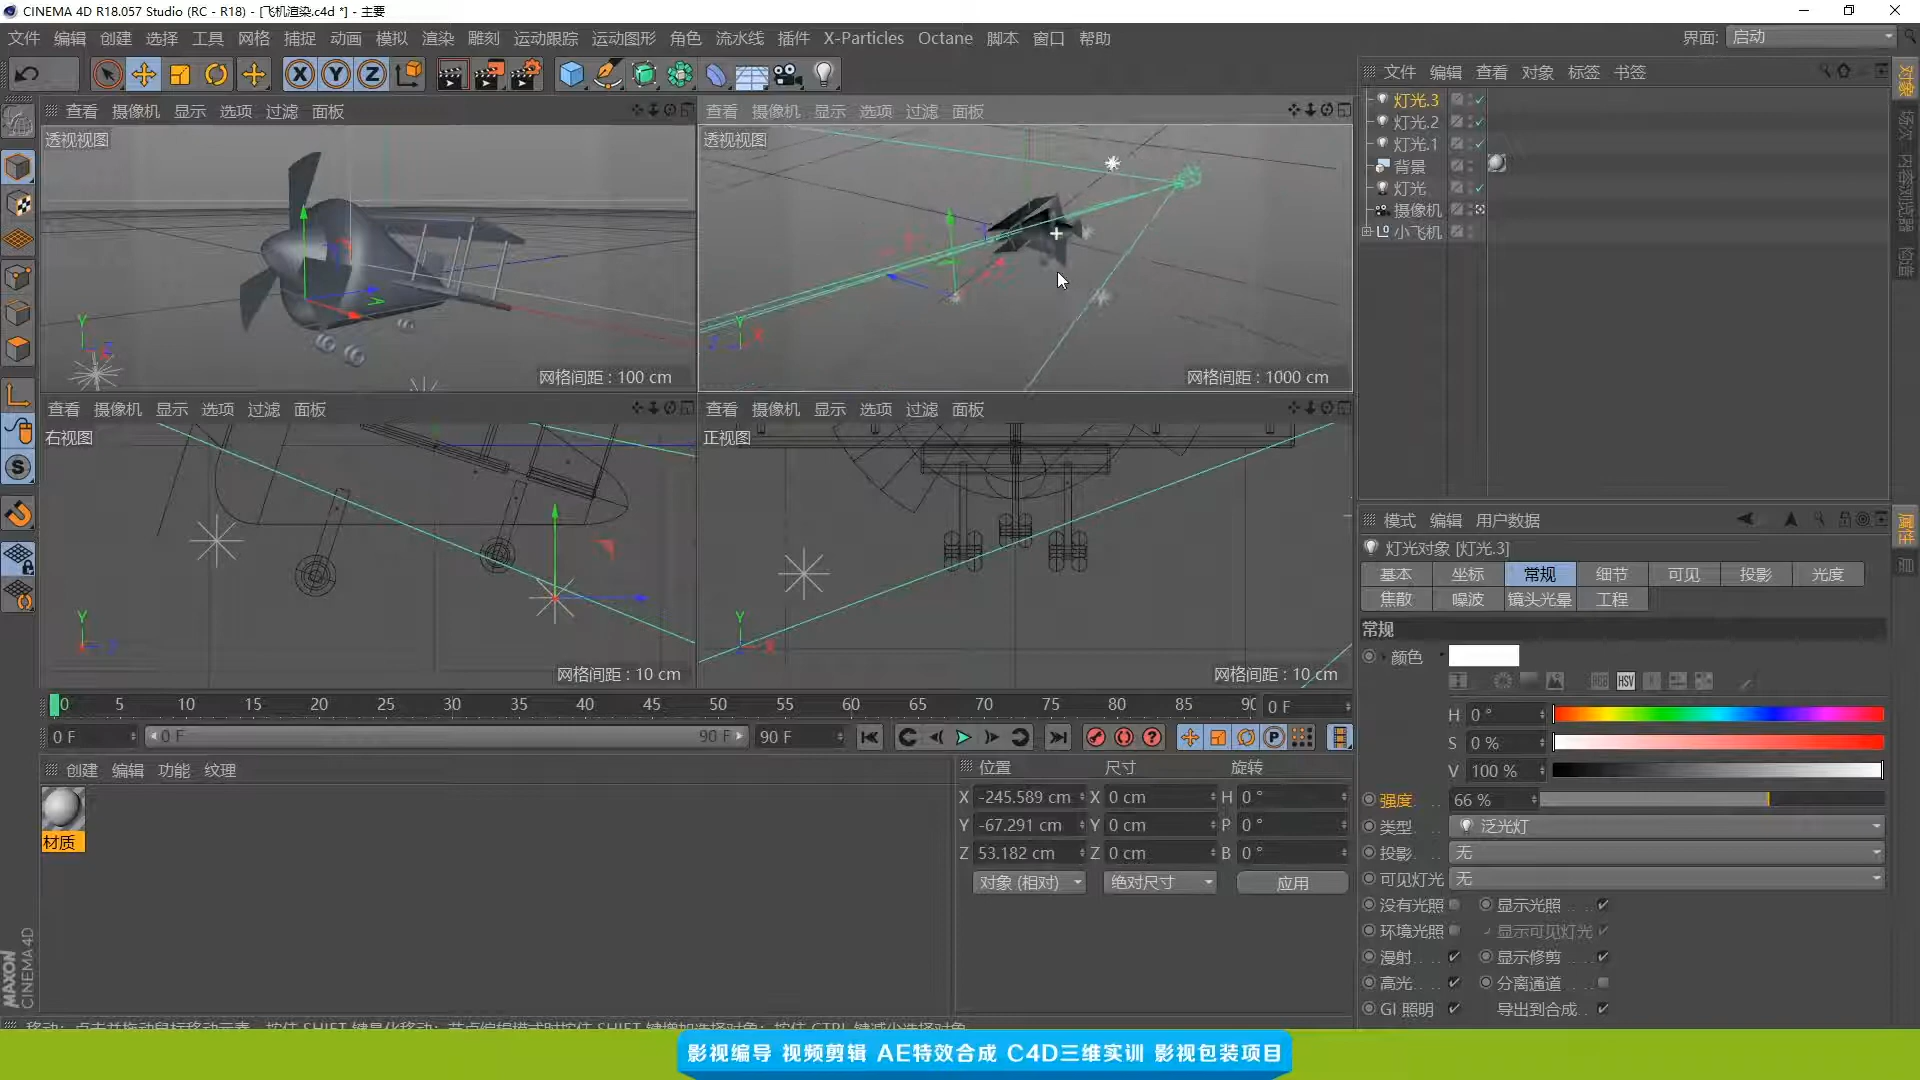 CINEMA 4D R18.057 Studio (RC - R18) - [飞机渲染.c4d *] - 主要
文件 编辑 创建 选择 工具 网格 捕捉 动画 模拟 渲染 雕刻 运动跟踪 运动图形 角色 流水线 插件 X-Particles Octane 脚本 窗口 帮助
界面: 启动
文件 编辑 查看 对象 标签 书签
灯光.3
灯光.2
灯光.1
背景
灯光
摄像机
小飞机
对象
场次
内容浏览器
构造
查看 摄像机 显示 选项 过滤 面板
透视视图
网格间距 : 100 cm
查看 摄像机 显示 选项 过滤 面板
透视视图
网格间距 : 1000 cm
查看 摄像机 显示 选项 过滤 面板
右视图
网格间距 : 10 cm
查看 摄像机 显示 选项 过滤 面板
正视图
网格间距 : 10 cm
模式 编辑 用户数据
属性
层
灯光对象 [灯光.3]
基本 坐标 常规 细节 可见 投影 光度
焦散 噪波 镜头光晕 工程
常规
颜色
HSV
H 0 °
S 0 %
V 100 %
强度 66 %
类型 泛光灯
投影 无
可见灯光 无
没有光照 显示光照
环境光照 显示可见灯光
漫射 显示修剪
高光 分离通道
GI 照明 导出到合成
0 5 10 15 20 25 30 35 40 45 50 55 60 65 70 75 80 85 90 0 F
0 F 0 F 90 F 90 F
创建 编辑 功能 纹理
材质
位置 尺寸 旋转
X -245.589 cm X 0 cm H 0 °
Y -67.291 cm Y 0 cm P 0 °
Z 53.182 cm Z 0 cm B 0 °
对象 (相对) 绝对尺寸 应用
MAXON
CINEMA4D
影视编导 视频剪辑 AE特效合成 C4D三维实训 影视包装项目